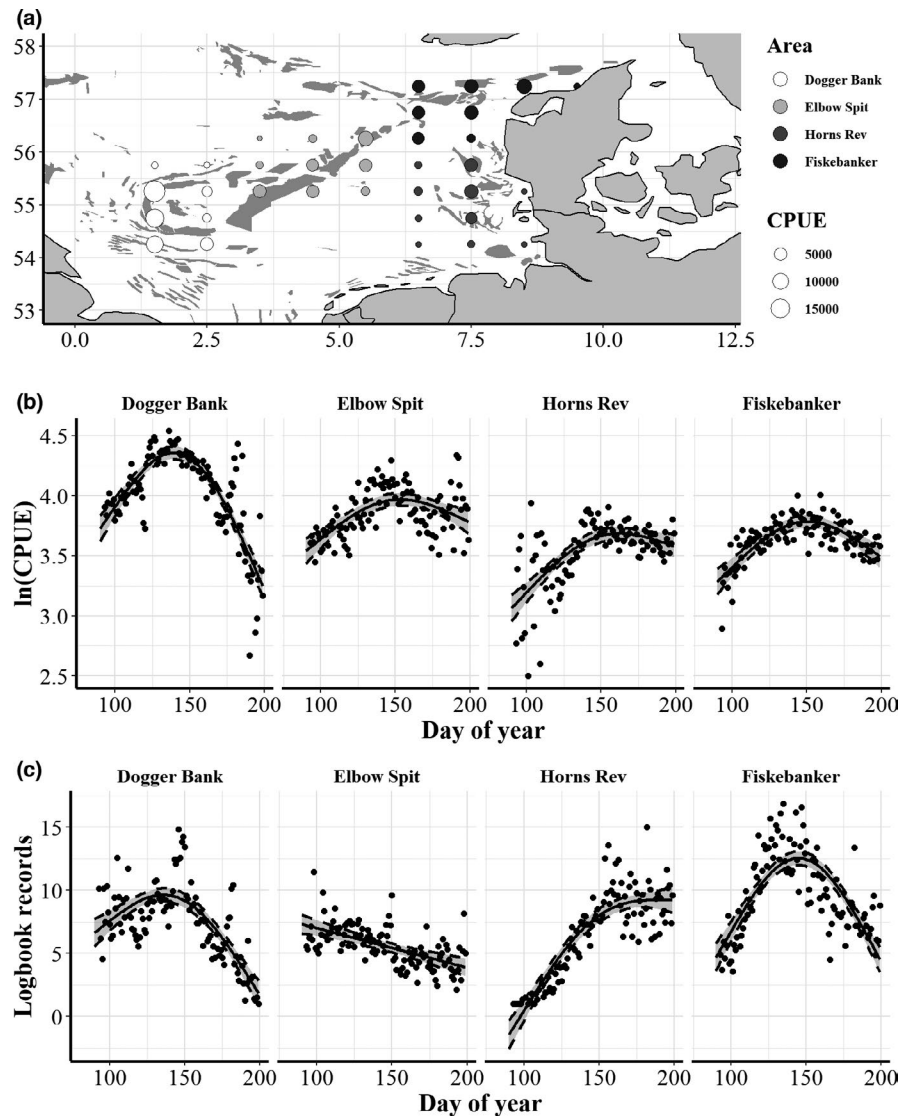 (a)
58
57
56
55
54
53
0.0 2.5 5.0 7.5 10.0 12.5
Area
Dogger Bank
Elbow Spit
Horns Rev
Fiskebanker
CPUE
5000
10000
15000
(b)
Dogger Bank Elbow Spit Horns Rev Fiskebanker
ln(CPUE)
4.5
4.0
3.5
3.0
2.5
100 150 200 100 150 200 100 150 200 100 150 200
Day of year
(c)
Dogger Bank Elbow Spit Horns Rev Fiskebanker
Logbook records
15
10
5
0
100 150 200 100 150 200 100 150 200 100 150 200
Day of year